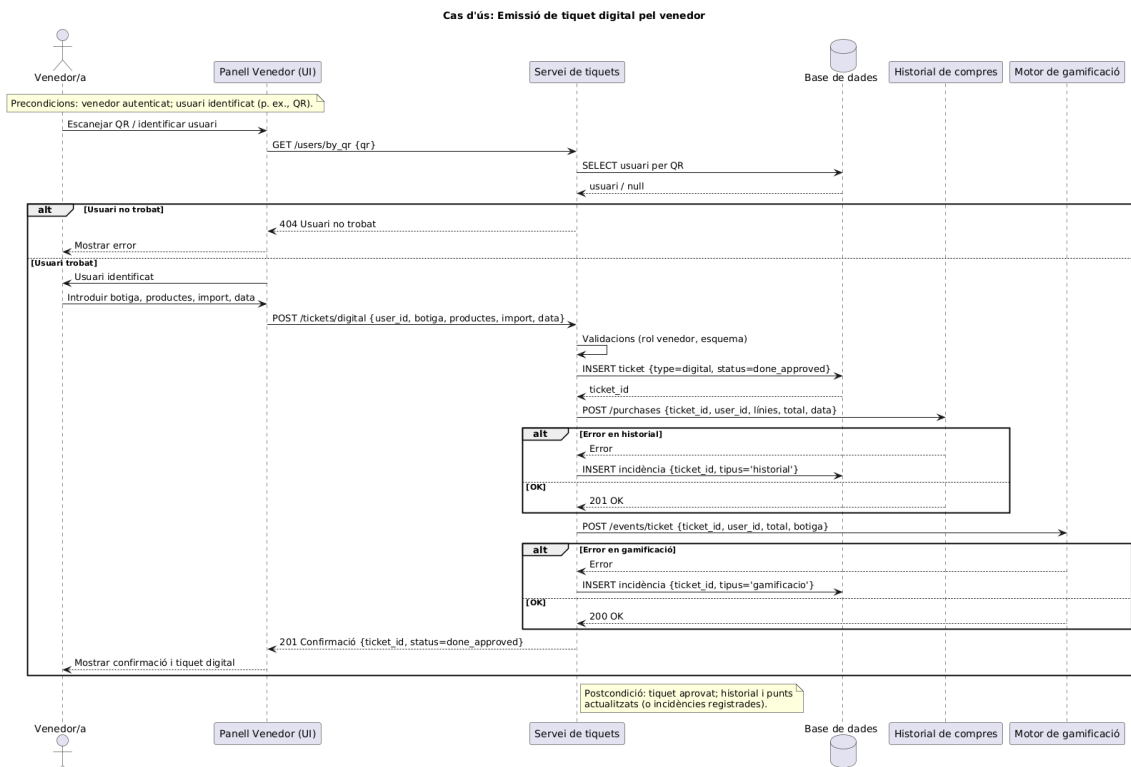 Cas d'ús: Emissió de tiquet digital pel venedor
Venedor/a
Panell Venedor (UI)
Servei de tiquets
Base de dades
Historial de compres
Motor de gamificació
Precondicions: venedor autenticat; usuari identificat (p. ex., QR).
Escanejar QR / identificar usuari
GET /users/by_qr {qr}
SELECT usuari per QR
usuari / null
alt [Usuari no trobat]
404 Usuari no trobat
Mostrar error
[Usuari trobat]
Usuari identificat
Introduir botiga, productes, import, data
POST /tickets/digital {user_id, botiga, productes, import, data}
Validacions (rol venedor, esquema)
INSERT ticket {type=digital, status=done_approved}
ticket_id
POST /purchases {ticket_id, user_id, línies, total, data}
alt [Error en historial]
Error
INSERT incidència {ticket_id, tipus='historial'}
[OK]
201 OK
POST /events/ticket {ticket_id, user_id, total, botiga}
alt [Error en gamificació]
Error
INSERT incidència {ticket_id, tipus='gamificacio'}
[OK]
200 OK
201 Confirmació {ticket_id, status=done_approved}
Mostrar confirmació i tiquet digital
Postcondició: tiquet aprovat; historial i punts
actualitzats (o incidències registrades).
Venedor/a
Panell Venedor (UI)
Servei de tiquets
Base de dades
Historial de compres
Motor de gamificació